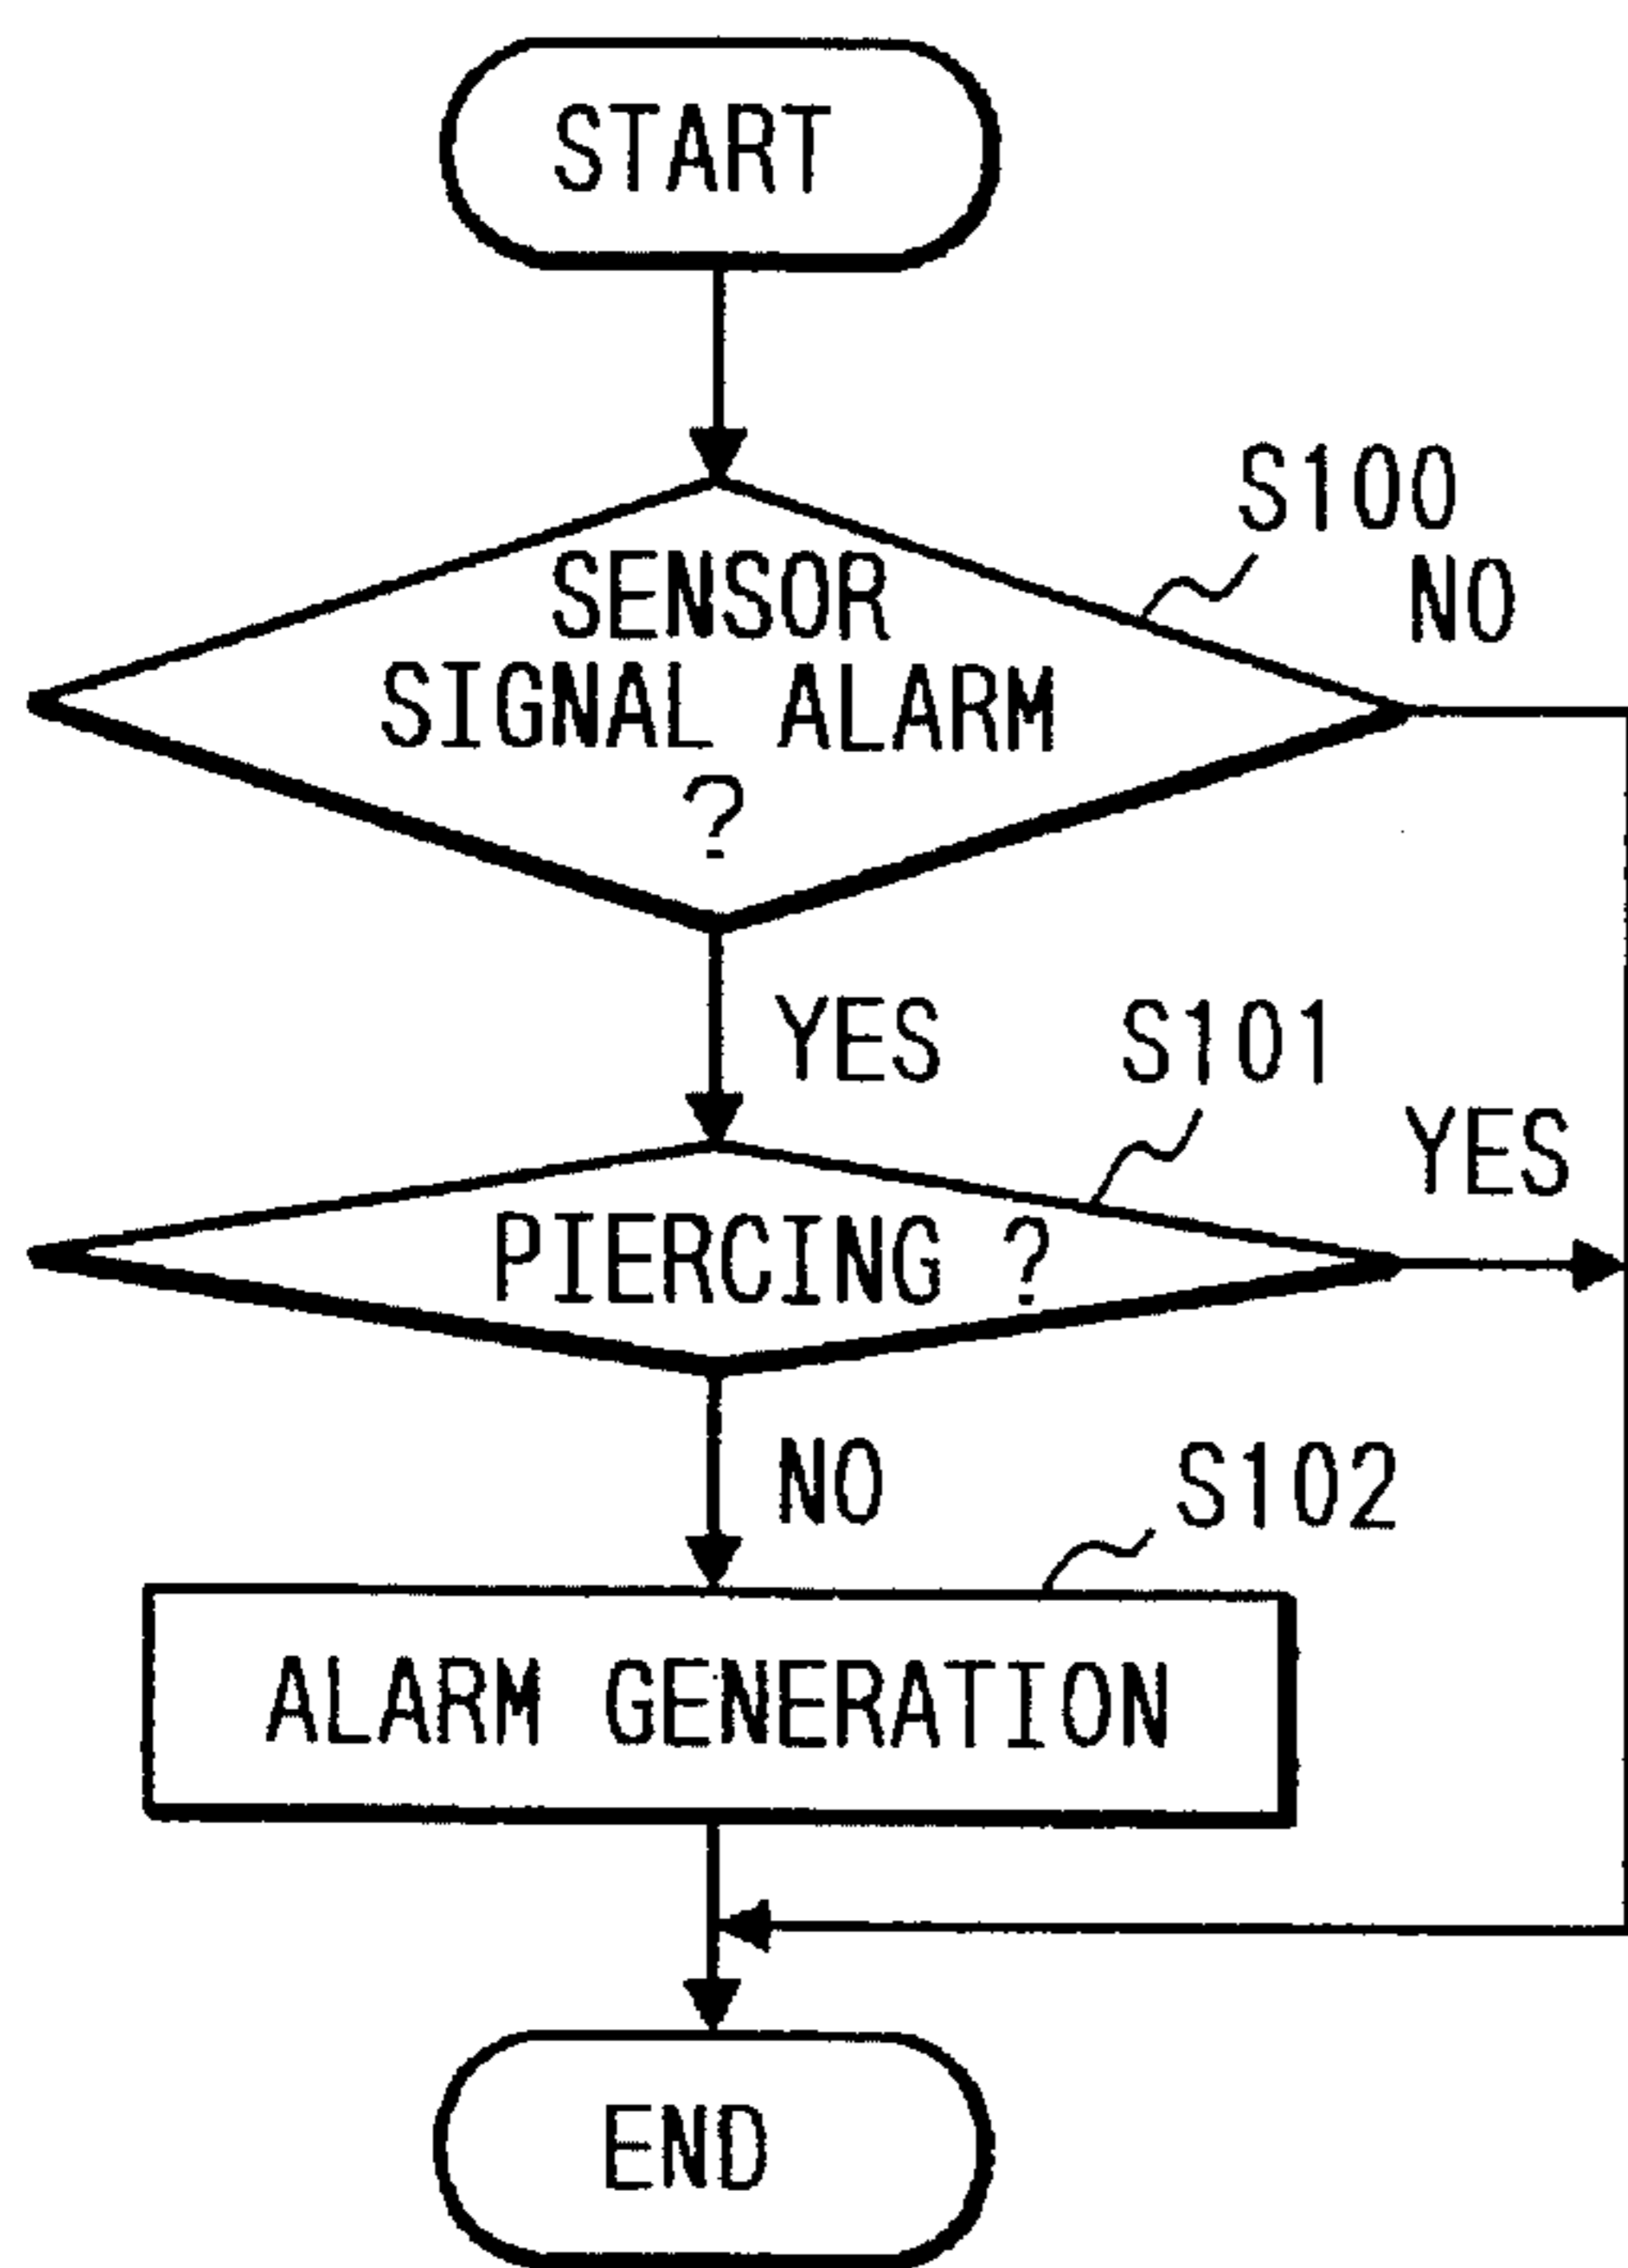 START
S100
NO
SENSOR
SIGNAL ALARM
?
YES
S101
YES
PIERCING ?
NO
S102
ALARM GENERATION
END